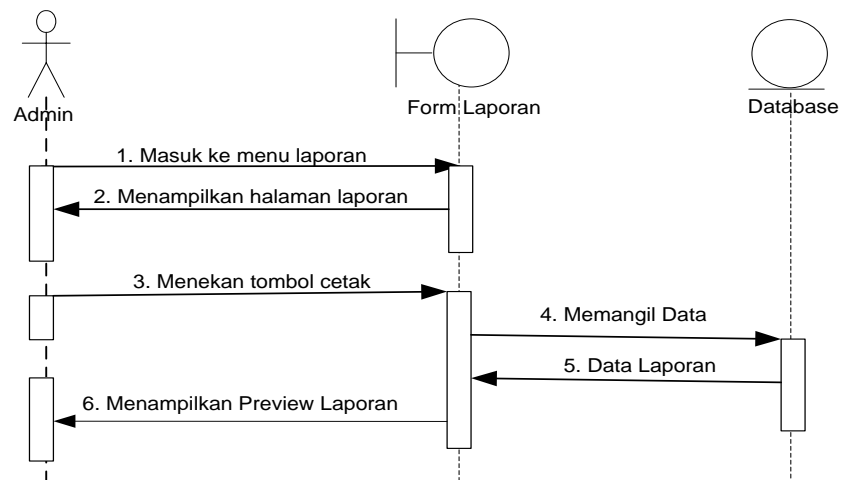 Admin
Form Laporan
Database
1. Masuk ke menu laporan
2. Menampilkan halaman laporan
3. Menekan tombol cetak
4. Memangil Data
5. Data Laporan
6. Menampilkan Preview Laporan